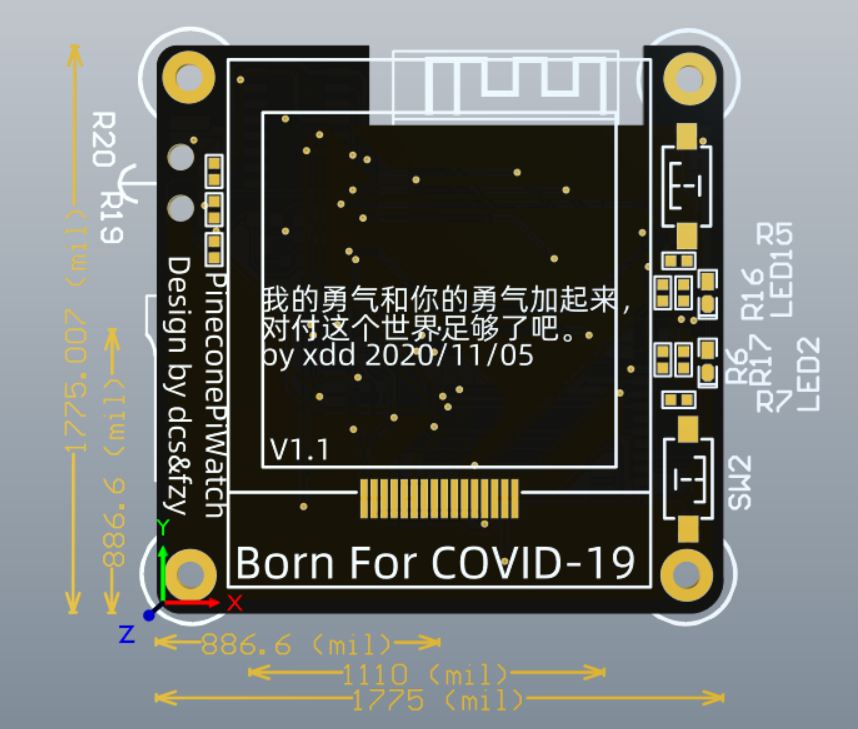 R20
R19
1775.007 (mil)
886.6 (mil)
Design by dcs&fzy
PineconePiWatch
我的勇气和你的勇气加起来，
对付这个世界足够了吧。
by xdd 2020/11/05
V1.1
Born For COVID-19
R5
LED1
R16
R6
R17
LED2
R7
SW2
Y
X
Z
886.6 (mil)
1110 (mil)
1775 (mil)